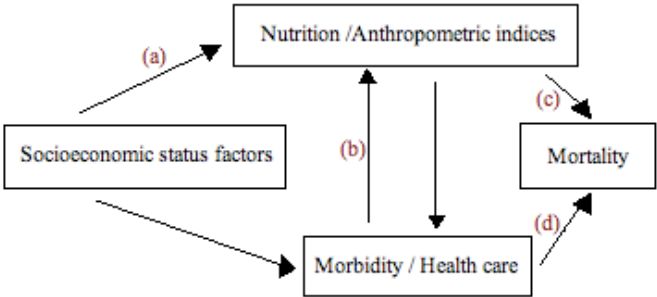 Nutrition /Anthropometric indices
(a)
(c)
Socioeconomic status factors
(b)
Mortality
(d)
Morbidity / Health care